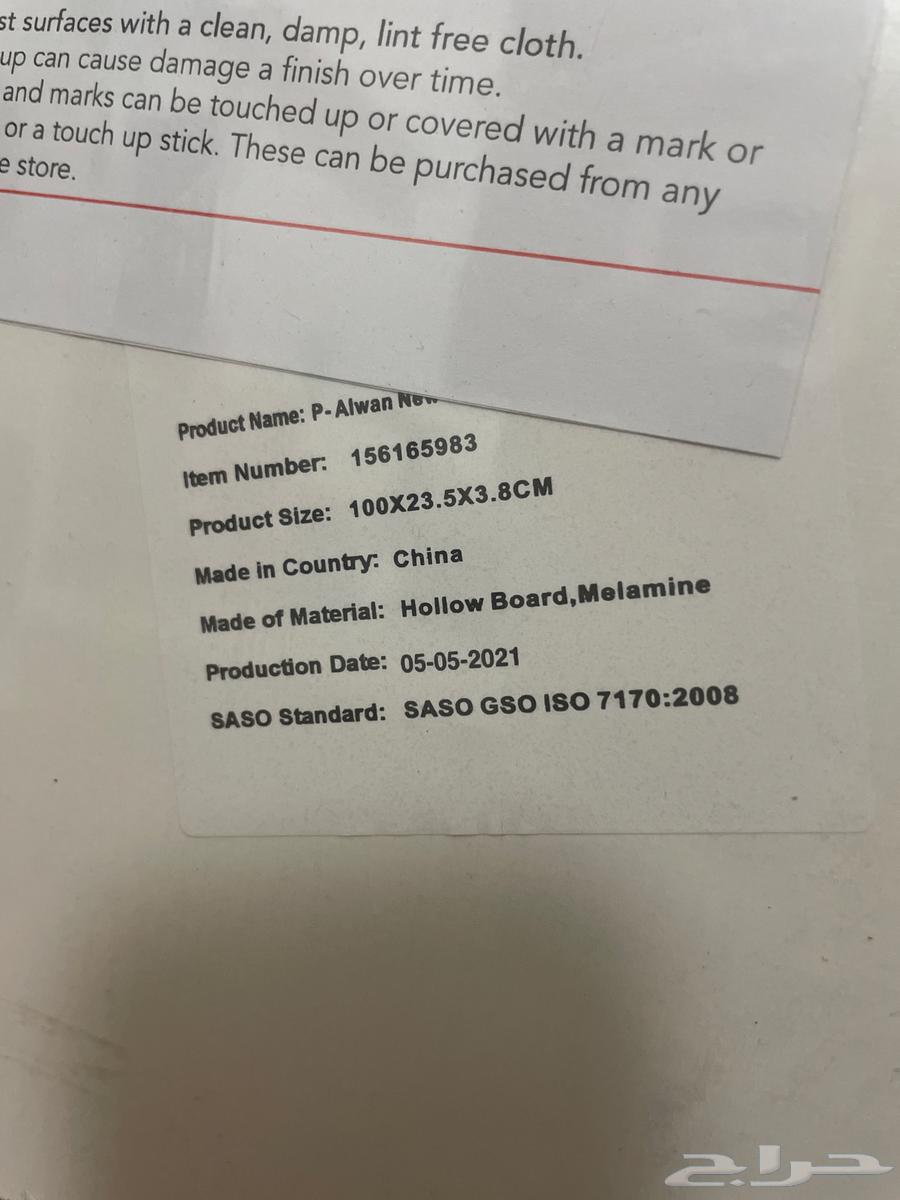 st surfaces with a clean, damp, lint free cloth.
up can cause damage a finish over time.
and marks can be touched up or covered with a mark or
or a touch up stick. These can be purchased from any
e store.
Product Name: P- Alwan New
Item Number: 156165983
Product Size: 100X23.5X3.8CM
Made in Country: China
Made of Material: Hollow Board,Melamine
Production Date: 05-05-2021
SASO Standard: SASO GSO ISO 7170:2008
حراج